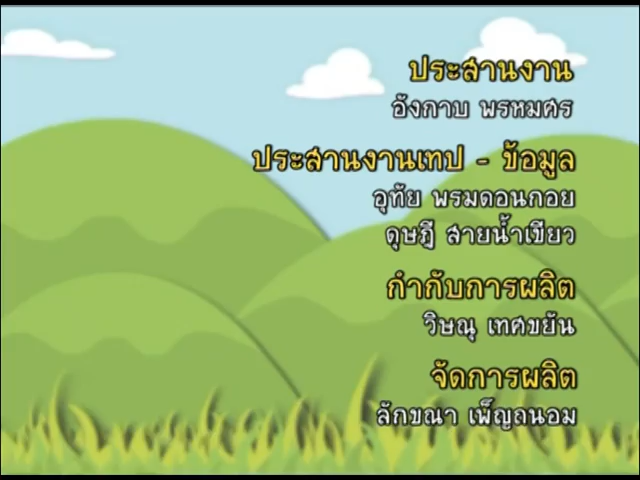 ประสานงาน
อังกาบ พรหมศร
ประสานงานเทป - ข้อมูล
อุทัย พรมดอนกอย
ดุษฎี สายน้ำเขียว
กำกับการผลิต
วิษณุ เทศขยัน
จัดการผลิต
ลักขณา เพ็ญถนอม